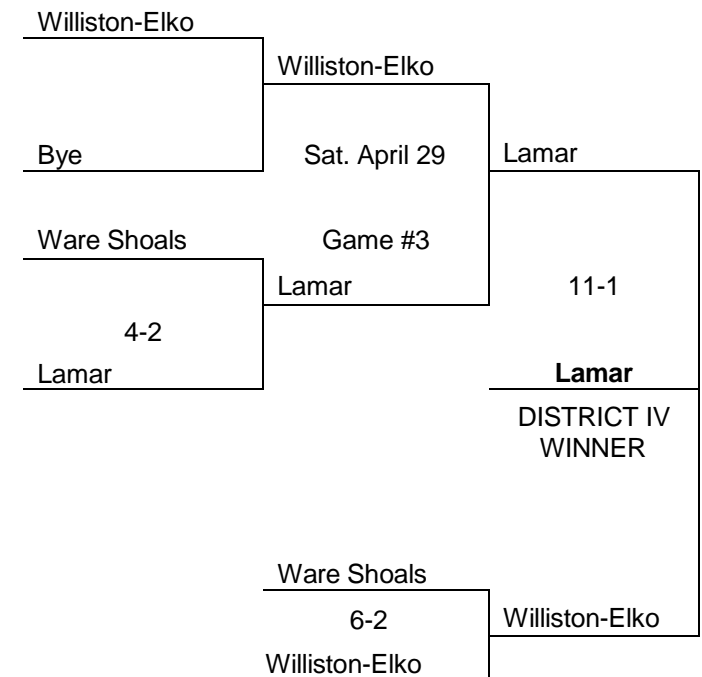 Williston-Elko
Williston-Elko
Bye
Sat. April 29
Lamar
Ware Shoals
Game #3
Lamar
11-1
4-2
Lamar
Lamar
DISTRICT IV
WINNER
Ware Shoals
6-2
Williston-Elko
Williston-Elko